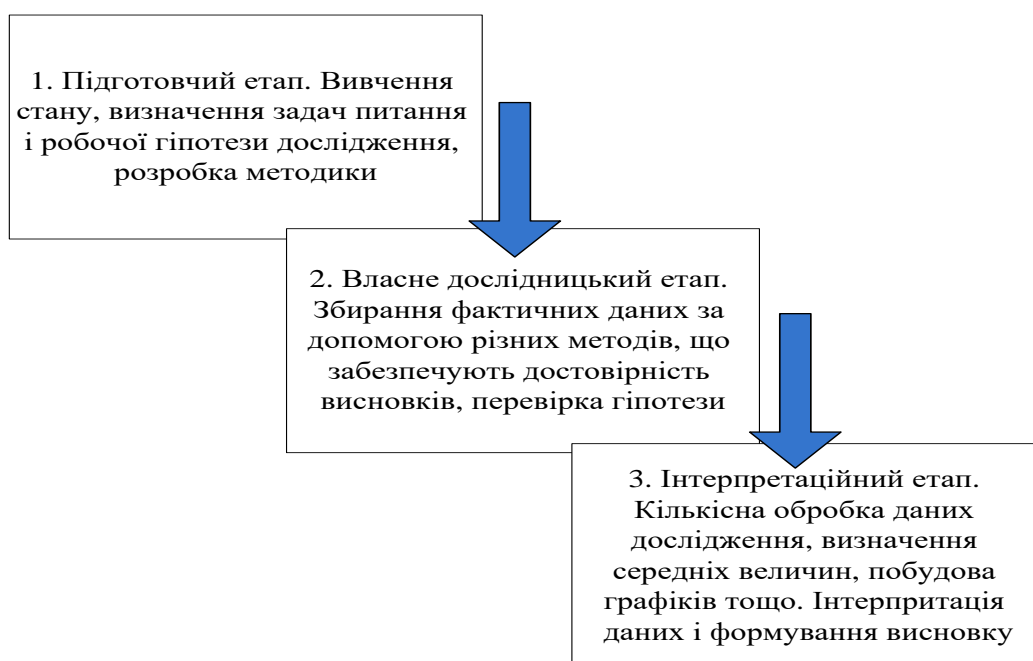 1. Підготовчий етап. Вивчення
стану, визначення задач питання
і робочої гіпотези дослідження,
розробка методики
2. Власне дослідницький етап.
Збирання фактичних даних за
допомогою різних методів, що
забезпечують достовірність
висновків, перевірка гіпотези
3. Інтерпретаційний етап.
Кількісна обробка даних
дослідження, визначення
середніх величин, побудова
графіків тощо. Інтерпритація
даних і формування висновку